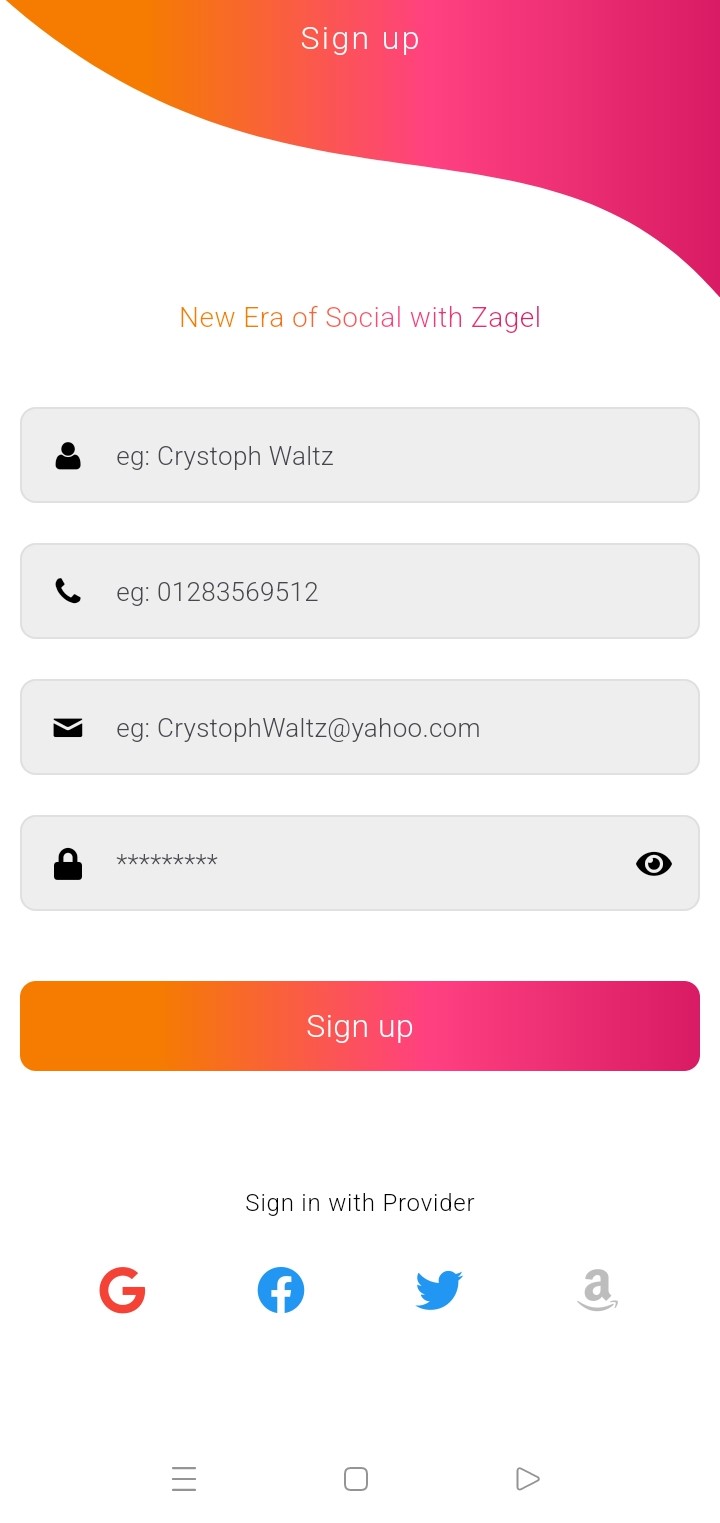 Sign up
New Era of Social with Zagel
eg: Crystoph Waltz
eg: 01283569512
eg: CrystophWaltz@yahoo.com
*********
Sign up
Sign in with Provider